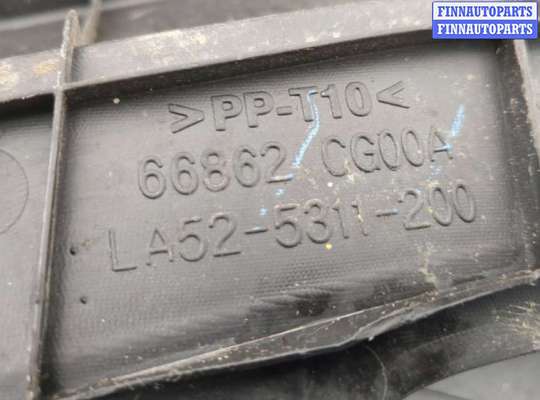 FINNAUTOPARTS
FINNAUTOPARTS
>PP-T10<
66862 CG00A
LA52-5311-200